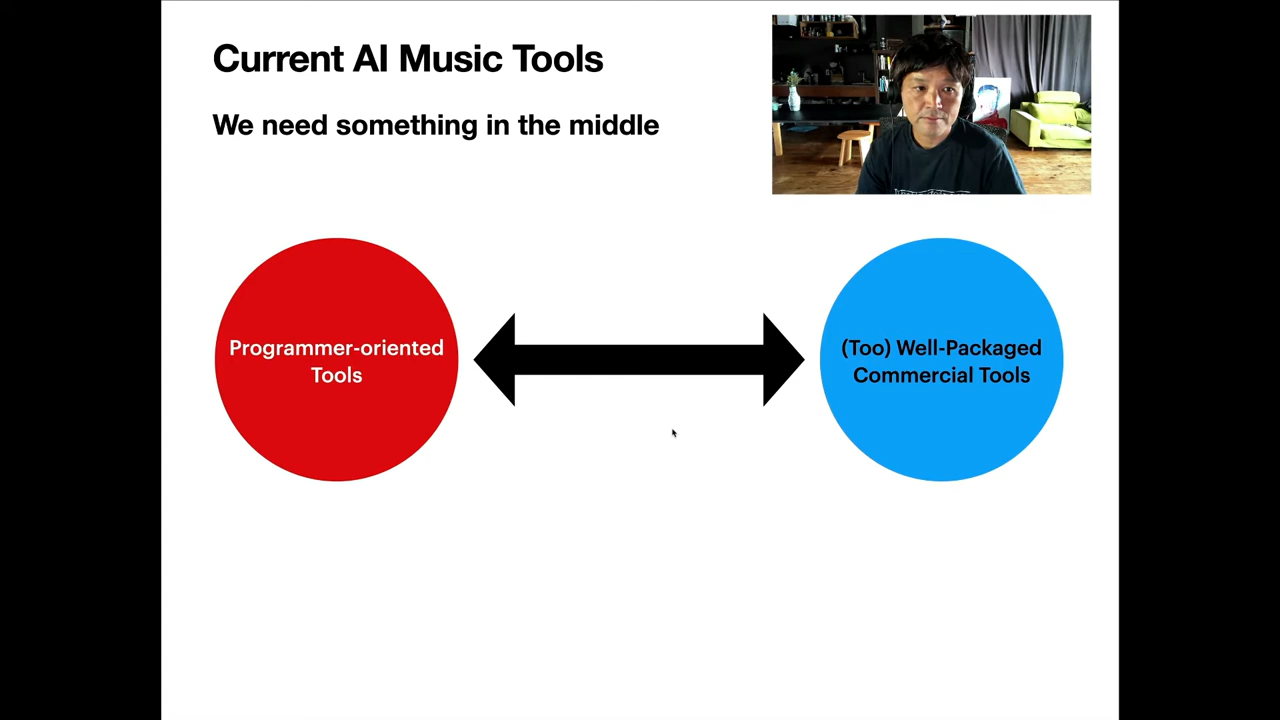 Current AI Music Tools
We need something in the middle
Programmer-oriented
Tools
(Too) Well-Packaged
Commercial Tools